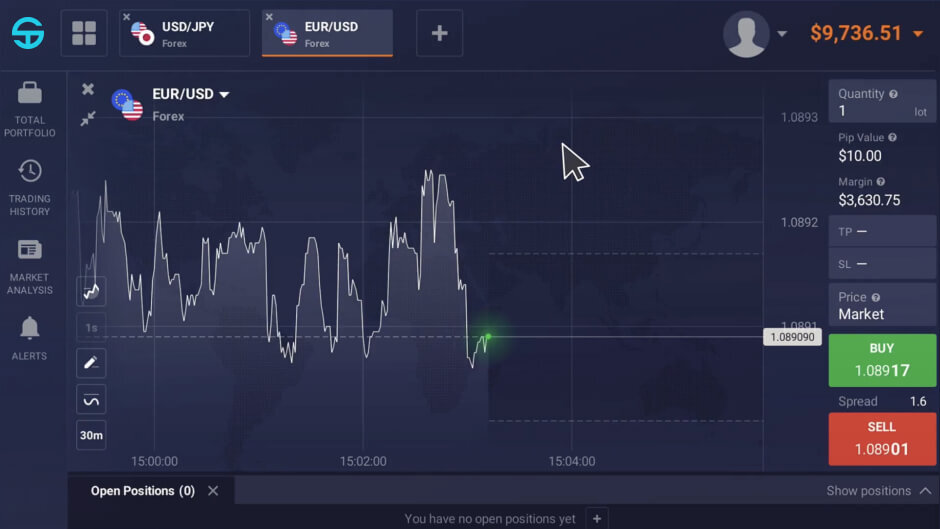 USD/JPY
Forex
EUR/USD
Forex
$9,736.51
TOTAL
PORTFOLIO
TRADING
HISTORY
MARKET
ANALYSIS
ALERTS
EUR/USD
Forex
1s
30m
1.0893
1.0892
1.0891
1.089090
15:00:00
15:02:00
15:04:00
Quantity
1 lot
Pip Value
$10.00
Margin
$3,630.75
TP —
SL —
Price
Market
BUY
1.08917
Spread 1.6
SELL
1.08901
Open Positions (0)
Show positions
You have no open positions yet